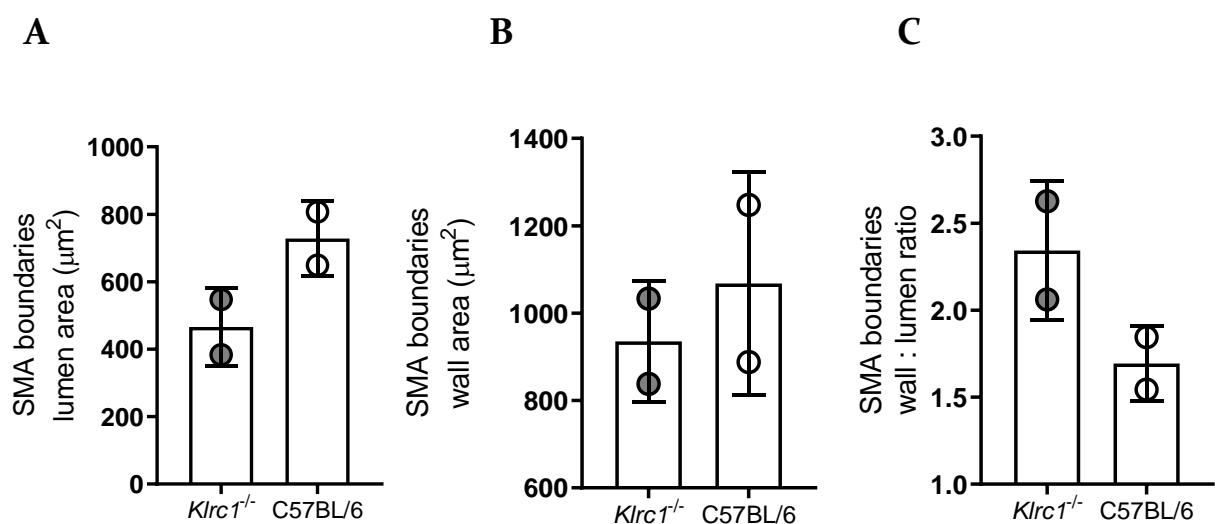 A
B
C
SMA boundaries
lumen area (μm²)
1000
800
600
400
200
0
Klrc1⁻/⁻ C57BL/6
SMA boundaries
wall area (μm²)
1400
1200
1000
800
600
Klrc1⁻/⁻ C57BL/6
SMA boundaries
wall : lumen ratio
3.0
2.5
2.0
1.5
1.0
Klrc1⁻/⁻ C57BL/6